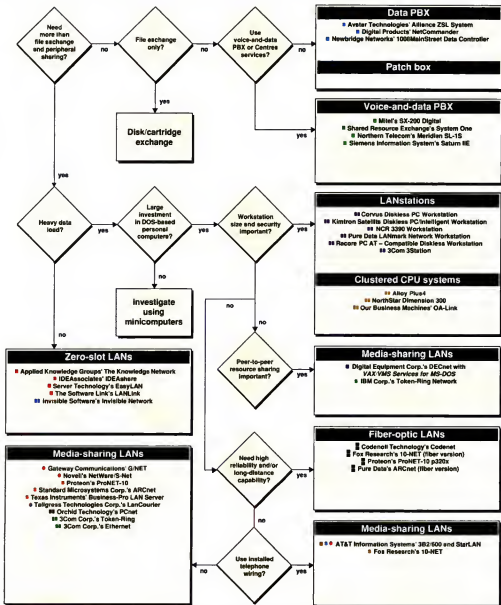 Need more
than
file exchange
and peripheral
sharing?
no
File exchange
only?
no
Use
voice-and-data
PBX or Centrex
services?
no
Data PBX
Avatar Technologies' Alliance ZSL System
Digital Products' NetCommander
Newbridge Networks' 1000MainStreet Data Controller
Patch box
yes
yes
yes
Disk/cartridge
exchange
Voice-and-data PBX
Mitel's SX-200 Digital
Shared Resource Exchange's System One
Northern Telecom's Meridian SL-1S
Siemens Information System's Saturn IIE
Heavy data
load?
yes
Large
investment
in DOS-based
personal
computers?
yes
Workstation
size and security
important?
yes
LANstations
Corvus Diskless PC Workstation
Kimtron Systems Diskless PC/Intelligent Workstation
NCR 3390 Workstation
Pure Data LANmark Network Workstation
Recore PC AT – Compatible Diskless Workstation
3Com 3Station
Clustered CPU systems
Alloy Plus4
NorthStar Dimension 300
Our Business Machines' OA-Link
no
no
no
no
Investigate
using
minicomputers
Zero-slot LANs
Applied Knowledge Groups' The Knowledge Network
IDEAssociates' IDEAshare
Server Technology's EasyLAN
The Software Link's LANLink
Invisible Software's Invisible Network
Peer-to-peer
resource sharing
important?
yes
Media-sharing LANs
Digital Equipment Corp.'s DECnet with
VAX/VMS Services for MS-DOS
IBM Corp.'s Token-Ring Network
Media-sharing LANs
Gateway Communications' G/NET
Novell's NetWare/S-Net
Proteon's ProNET-10
Standard Microsystems Corp.'s ARCnet
Texas Instruments' Business-Pro LAN Server
Tallgrass Technologies Corp.'s LanCourier
Orchid Technology's PCnet
3Com Corp.'s Token-Ring
3Com Corp.'s Ethernet
Need high
reliability and/or
long-distance
capability?
yes
Fiber-optic LANs
Codenoll Technology's Codenet
Fox Research's 10-NET (fiber version)
Proteon's ProNET-10 p320x
Pure Data's ARCnet (fiber version)
no
Use installed
telephone
wiring?
no
yes
Media-sharing LANs
AT&T Information Systems' 3B2/600 and StarLAN
Fox Research's 10-NET